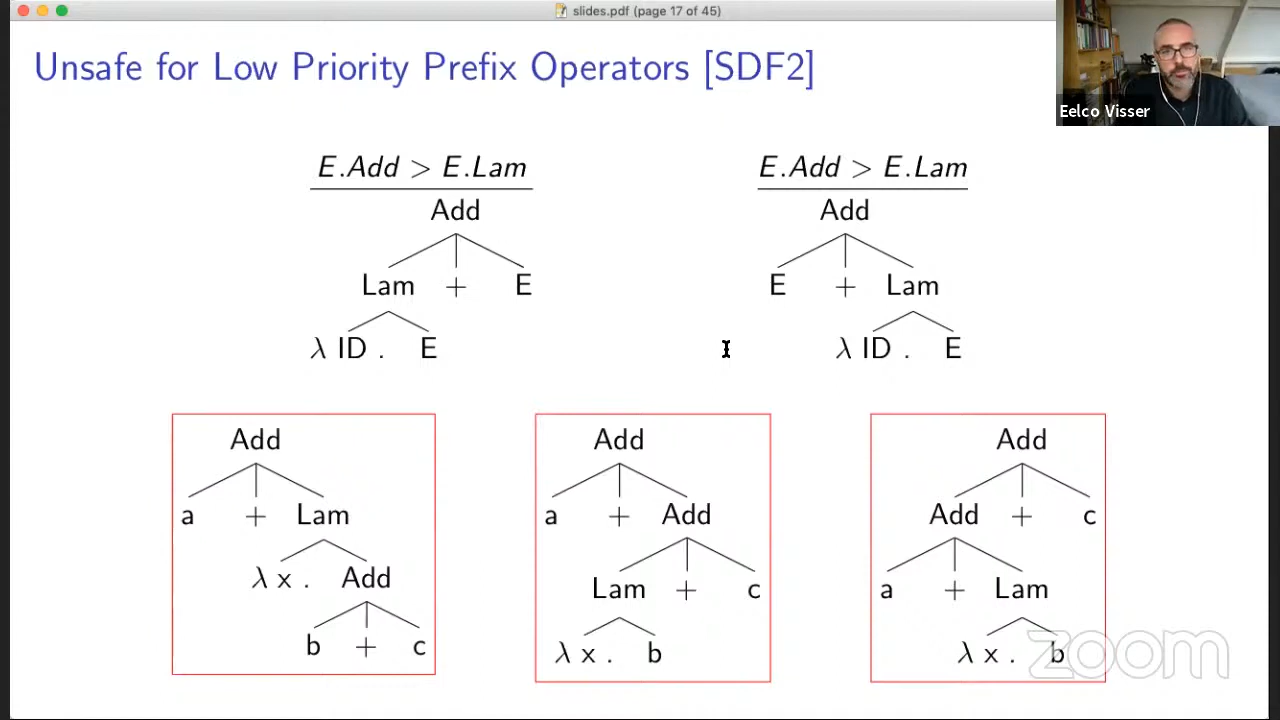 slides.pdf (page 17 of 45)
Unsafe for Low Priority Prefix Operators [SDF2]
Eelco Visser
E.Add > E.Lam
Add
Lam + E
λ ID . E
E.Add > E.Lam
Add
E + Lam
λ ID . E
Add
a + Lam
λ x . Add
b + c
Add
a + Add
Lam + c
λ x . b
Add
Add + c
a + Lam
λ x . b
zoom